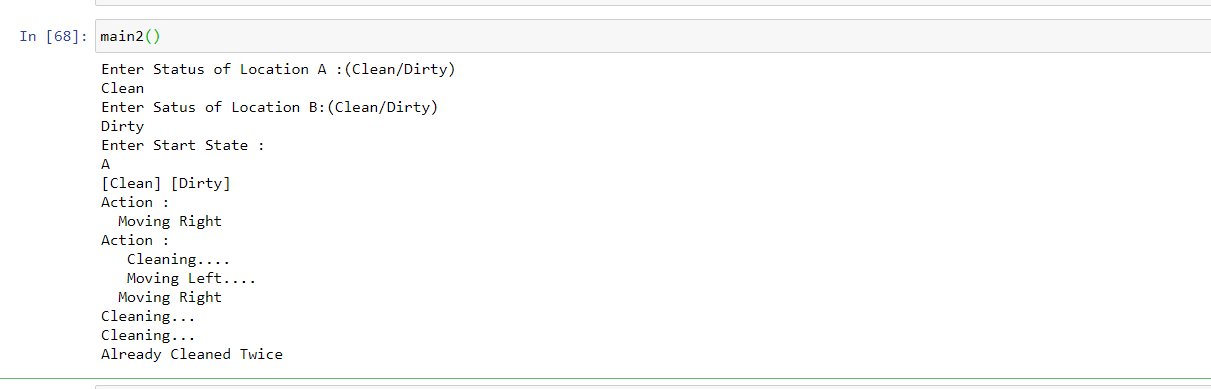 In [68]: main2()
Enter Status of Location A :(Clean/Dirty)
Clean
Enter Satus of Location B:(Clean/Dirty)
Dirty
Enter Start State :
A
[Clean] [Dirty]
Action :
Moving Right
Action :
Cleaning....
Moving Left....
Moving Right
Cleaning...
Cleaning...
Already Cleaned Twice